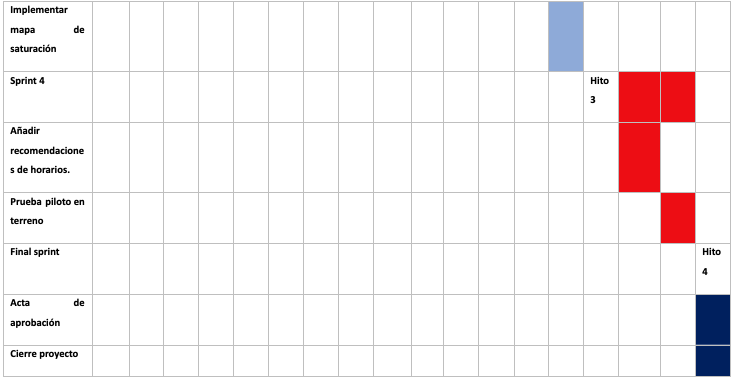 Implementar
mapa de
saturación
Sprint 4
Hito
3
Añadir
recomendacione
s de horarios.
Prueba piloto en
terreno
Final sprint
Hito
4
Acta de
aprobación
Cierre proyecto